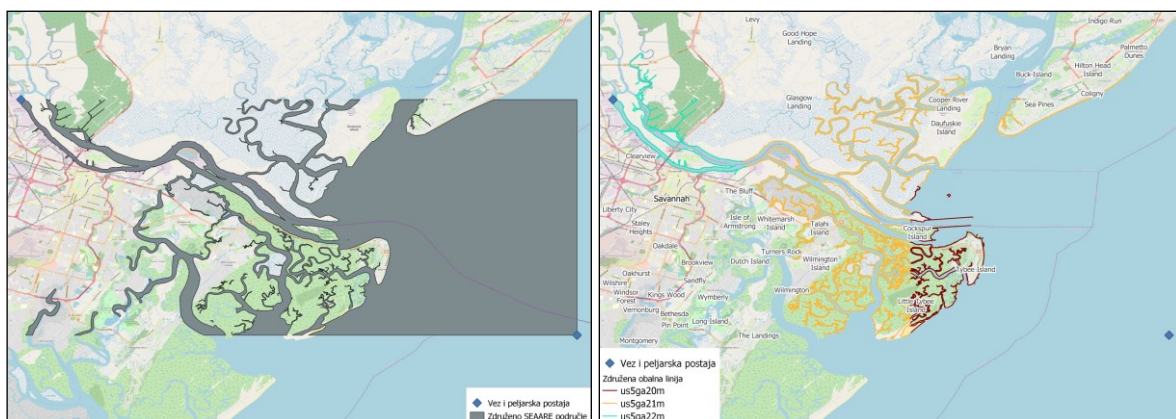 Vez i peljarska postaja
Združeno SEAARE područje
Levy
Good Hope
Landing
Indigo Run
Bryan
Landing
Palmetto
Dunes
Hilton Head
Island
Buck-Island
Coligny
Glasgow
Landing
Cooper River
Landing
Sea Pines
Daufuskie
Island
Clearview
Savannah
The Bluff
Liberty City
Isle of
Armstrong
Whitemarsh
Island
Talahi
Island
Staley
Heights
Cockspur
Island
Oakdale
Turners Rock
Dutch Island
Wilmington
Island
Brookview
Tybee Island
Oakhurst
Sandfly
Wilshire
Kings Wood
Wymberly
Wilmington
Windsor
Forest
Little Tybee
Island
Vernonburg
Bethesda
Long Island
Pin Point
The Landings
Montgomery
Vez i peljarska postaja
Združena obalna linija
us5ga20m
us5ga21m
us5ga22m